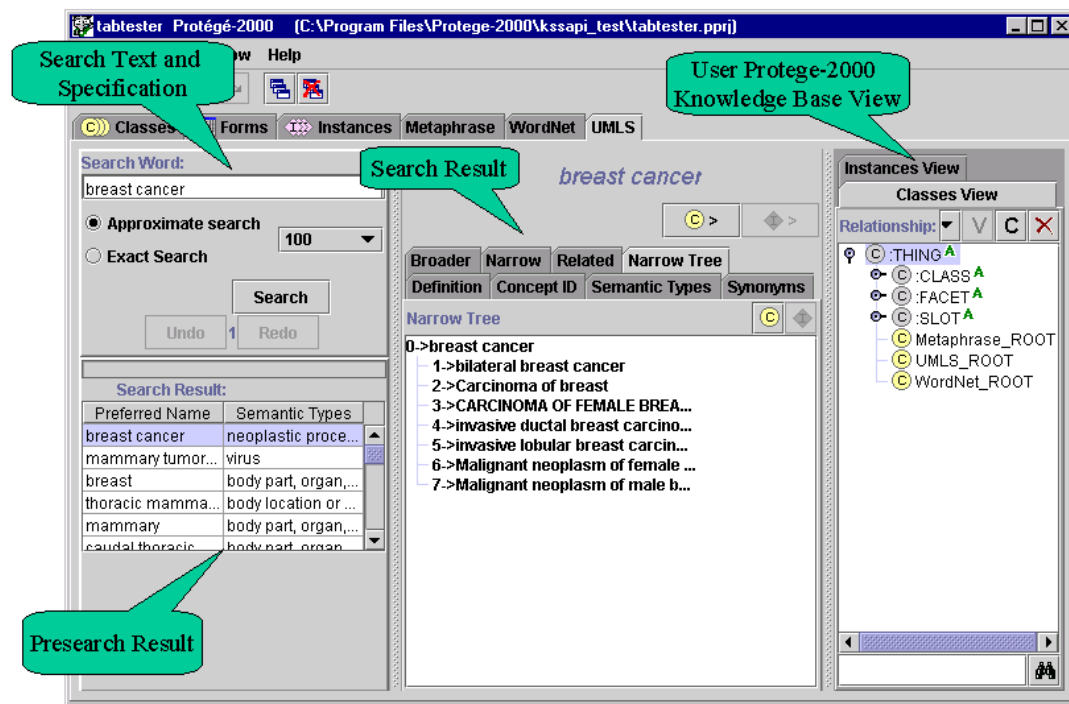 tabtester Protégé-2000 (C:\Program Files\Protege-2000\kssapi_test\tabtester.pprj)
Help
Search Text and
Specification
User Protege-2000
Knowledge Base View
Classes
Forms
Instances
Metaphrase
WordNet
UMLS
Search Word:
breast cancer
Approximate search
Exact Search
100
Search
Undo
1
Redo
Search Result:
Preferred Name Semantic Types
breast cancer neoplastic proce...
mammary tumor... virus
breast body part, organ,...
thoracic mamma... body location or ...
mammary body part, organ,...
caudal thoracic body part, organ
Presearch Result
Search Result
breast cancer
C >
I >
Broader Narrow Related Narrow Tree
Definition Concept ID Semantic Types Synonyms
Narrow Tree
0->breast cancer
1->bilateral breast cancer
2->Carcinoma of breast
3->CARCINOMA OF FEMALE BREA...
4->invasive ductal breast carcino...
5->invasive lobular breast carcin...
6->Malignant neoplasm of female ...
7->Malignant neoplasm of male b...
Instances View
Classes View
Relationship:
V C
:THING A
:CLASS A
:FACET A
:SLOT A
Metaphrase_ROOT
UMLS_ROOT
WordNet_ROOT